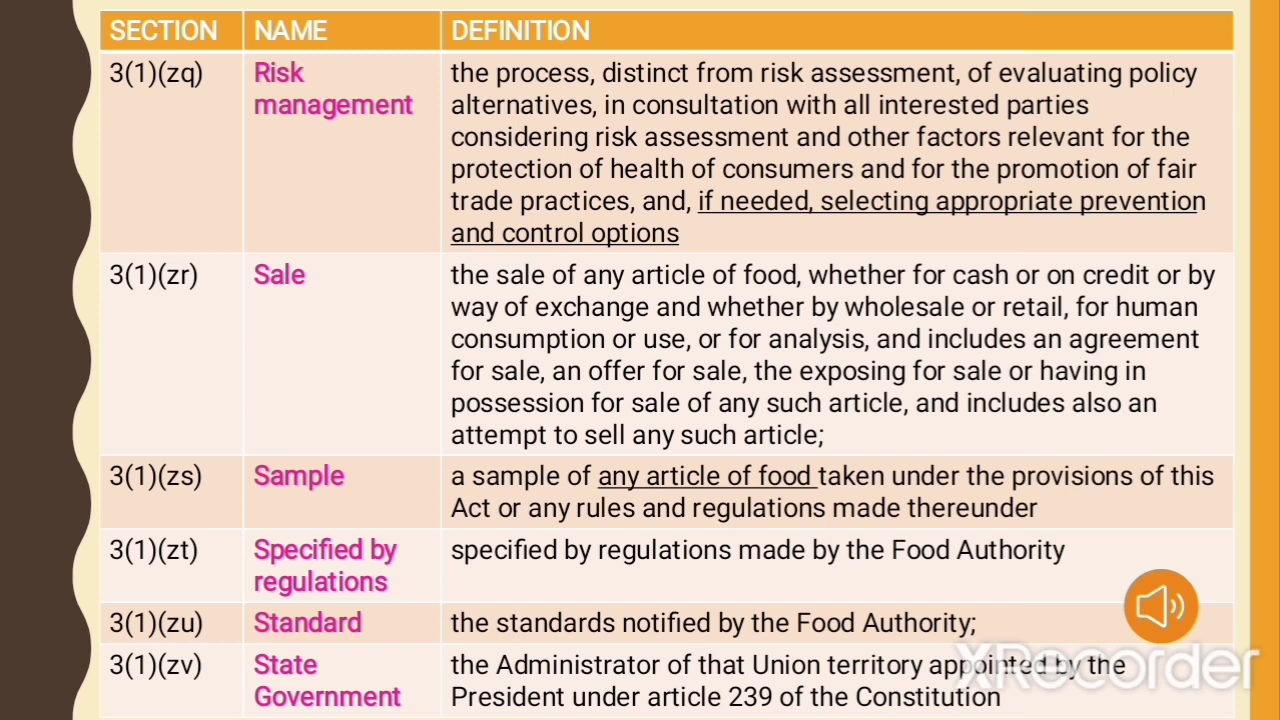 SECTION NAME DEFINITION
3(1)(zq) Risk management the process, distinct from risk assessment, of evaluating policy
alternatives, in consultation with all interested parties
considering risk assessment and other factors relevant for the
protection of health of consumers and for the promotion of fair
trade practices, and, if needed, selecting appropriate prevention
and control options
3(1)(zr) Sale the sale of any article of food, whether for cash or on credit or by
way of exchange and whether by wholesale or retail, for human
consumption or use, or for analysis, and includes an agreement
for sale, an offer for sale, the exposing for sale or having in
possession for sale of any such article, and includes also an
attempt to sell any such article;
3(1)(zs) Sample a sample of any article of food taken under the provisions of this
Act or any rules and regulations made thereunder
3(1)(zt) Specified by regulations specified by regulations made by the Food Authority
3(1)(zu) Standard the standards notified by the Food Authority;
3(1)(zv) State Government the Administrator of that Union territory appointed by the
President under article 239 of the Constitution
XRecorder